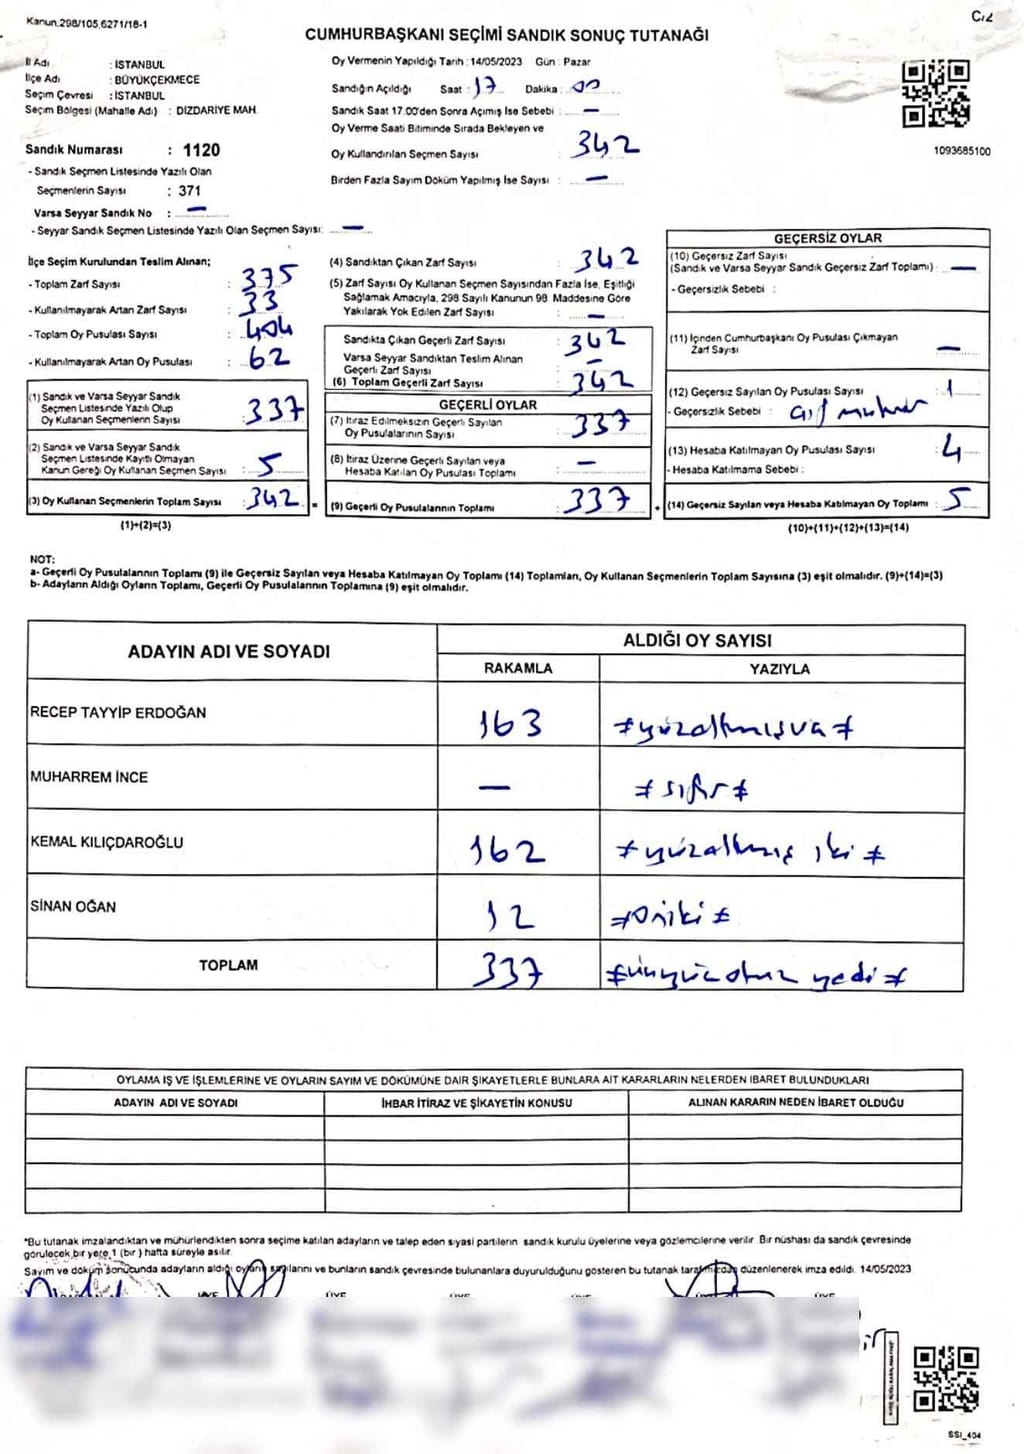 Kanun,298/105,6271/18-1
C/2
CUMHURBAŞKANI SEÇİMİ SANDIK SONUÇ TUTANAĞI
İl Adı : İSTANBUL
İlçe Adı : BÜYÜKÇEKMECE
Seçim Çevresi : İSTANBUL
Seçim Bölgesi (Mahalle Adı) : DİZDARİYE MAH.
Sandık Numarası : 1120
- Sandık Seçmen Listesinde Yazılı Olan
Seçmenlerin Sayısı : 371
Varsa Seyyar Sandık No : —
- Seyyar Sandık Seçmen Listesinde Yazılı Olan Seçmen Sayısı: —
Oy Vermenin Yapıldığı Tarih :14/05/2023 Gün : Pazar
Sandığın Açıldığı Saat : 17 Dakika : 00
Sandık Saat 17.00'den Sonra Açımış İse Sebebi : —
Oy Verme Saati Bitiminde Sırada Bekleyen ve
Oy Kullandırılan Seçmen Sayısı : 342
Birden Fazla Sayım Döküm Yapılmış İse Sayısı : —
1093685100
İlçe Seçim Kurulundan Teslim Alınan;
- Toplam Zarf Sayısı : 375
- Kullanılmayarak Artan Zarf Sayısı : 33
- Toplam Oy Pusulası Sayısı : 404
- Kullanılmayarak Artan Oy Pusulası : 62
(1) Sandık ve Varsa Seyyar Sandık
Seçmen Listesinde Yazılı Olup
Oy Kullanan Seçmenlerin Sayısı : 337
(2) Sandık ve Varsa Seyyar Sandık
Seçmen Listesinde Kayıtlı Olmayan
Kanun Gereği Oy Kullanan Seçmen Sayısı : 5
(3) Oy Kullanan Seçmenlerin Toplam Sayısı : 342
(1)+(2)=(3)
(4) Sandıktan Çıkan Zarf Sayısı : 342
(5) Zarf Sayısı Oy Kullanan Seçmen Sayısından Fazla İse, Eşitliği
Sağlamak Amacıyla, 298 Sayılı Kanunun 98. Maddesine Göre
Yakılarak Yok Edilen Zarf Sayısı : —
Sandıkta Çıkan Geçerli Zarf Sayısı : 342
Varsa Seyyar Sandıktan Teslim Alınan
Geçerli Zarf Sayısı : —
(6) Toplam Geçerli Zarf Sayısı : 342
GEÇERLİ OYLAR
(7) İtiraz Edilmeksizin Geçerli Sayılan
Oy Pusulalarının Sayısı : 337
(8) İtiraz Üzerine Geçerli Sayılan veya
Hesaba Katılan Oy Pusulası Toplamı : —
= (9) Geçerli Oy Pusulalarının Toplamı : 337
GEÇERSİZ OYLAR
(10) Geçersiz Zarf Sayısı
(Sandık ve Varsa Seyyar Sandık Geçersiz Zarf Toplamı) : —
- Geçersizlik Sebebi :
(11) İçinden Cumhurbaşkanı Oy Pusulası Çıkmayan
Zarf Sayısı : —
(12) Geçersiz Sayılan Oy Pusulası Sayısı : 1
- Geçersizlik Sebebi : çift mühür
(13) Hesaba Katılmayan Oy Pusulası Sayısı : 4
- Hesaba Katılmama Sebebi :
+ (14) Geçersiz Sayılan veya Hesaba Katılmayan Oy Toplamı : 5
(10)+(11)+(12)+(13)=(14)
NOT:
a- Geçerli Oy Pusulalarının Toplamı (9) ile Geçersiz Sayılan veya Hesaba Katılmayan Oy Toplamı (14) Toplamları, Oy Kullanan Seçmenlerin Toplam Sayısına (3) eşit olmalıdır. (9)+(14)=(3)
b- Adayların Aldığı Oyların Toplamı, Geçerli Oy Pusulalarının Toplamına (9) eşit olmalıdır.
ADAYIN ADI VE SOYADI ALDIĞI OY SAYISI
RAKAMLA YAZIYLA
RECEP TAYYİP ERDOĞAN 163 #yüzaltmışüç#
MUHARREM İNCE — #sıfır#
KEMAL KILIÇDAROĞLU 162 #yüzaltmış iki#
SİNAN OĞAN 12 #oniki#
TOPLAM 337 #üçyüz otuz yedi#
OYLAMA İŞ VE İŞLEMLERİNE VE OYLARIN SAYIM VE DÖKÜMÜNE DAİR ŞİKAYETLERLE BUNLARA AİT KARARLARIN NELERDEN İBARET BULUNDUKLARI
ADAYIN ADI VE SOYADI İHBAR İTİRAZ VE ŞİKAYETİN KONUSU ALINAN KARARIN NEDEN İBARET OLDUĞU
*Bu tutanak imzalandıktan ve mühürlendikten sonra seçime katılan adayların ve talep eden siyasi partilerin sandık kurulu üyelerine veya gözlemcilerine verilir. Bir nüshası da sandık çevresinde
görülecek bir yere 1 (bir ) hafta süreyle asılır.
Sayım ve döküm sonucunda adayların aldığı oyların sayılarını ve bunların sandık çevresinde bulunanlara duyurulduğunu gösteren bu tutanak tarafımızdan düzenlenerek imza edildi. 14/05/2023
SSI_404